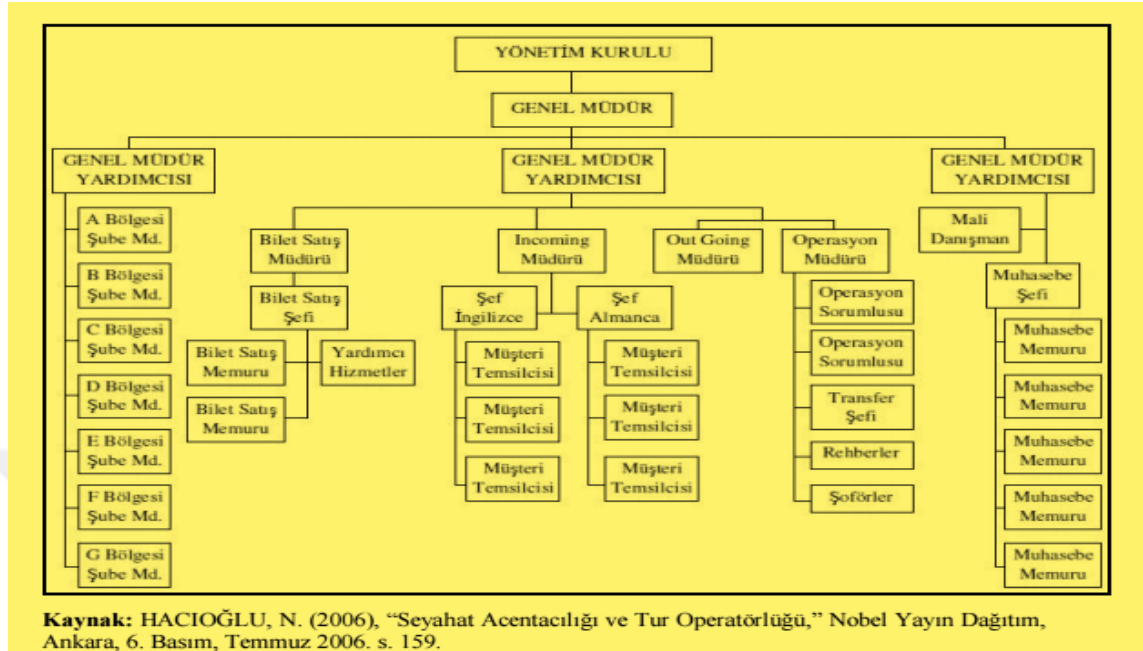 YÖNETİM KURULU
GENEL MÜDÜR
GENEL MÜDÜR
YARDIMCISI
A Bölgesi
Şube Md.
B Bölgesi
Şube Md.
C Bölgesi
Şube Md.
D Bölgesi
Şube Md.
E Bölgesi
Şube Md.
F Bölgesi
Şube Md.
G Bölgesi
Şube Md.
GENEL MÜDÜR
YARDIMCISI
Bilet Satış
Müdürü
Bilet Satış
Şefi
Bilet Satış
Memuru
Yardımcı
Hizmetler
Bilet Satış
Memuru
Incoming
Müdürü
Şef
İngilizce
Müşteri
Temsilcisi
Müşteri
Temsilcisi
Müşteri
Temsilcisi
Şef
Almanca
Müşteri
Temsilcisi
Müşteri
Temsilcisi
Müşteri
Temsilcisi
Out Going
Müdürü
Operasyon
Müdürü
Operasyon
Sorumlusu
Operasyon
Sorumlusu
Transfer
Şefi
Rehberler
Şoförler
GENEL MÜDÜR
YARDIMCISI
Mali
Danışman
Muhasebe
Şefi
Muhasebe
Memuru
Muhasebe
Memuru
Muhasebe
Memuru
Muhasebe
Memuru
Muhasebe
Memuru
Kaynak: HACIOĞLU, N. (2006), “Seyahat Acentacılığı ve Tur Operatörlüğü,” Nobel Yayın Dağıtım,
Ankara, 6. Basım, Temmuz 2006. s. 159.